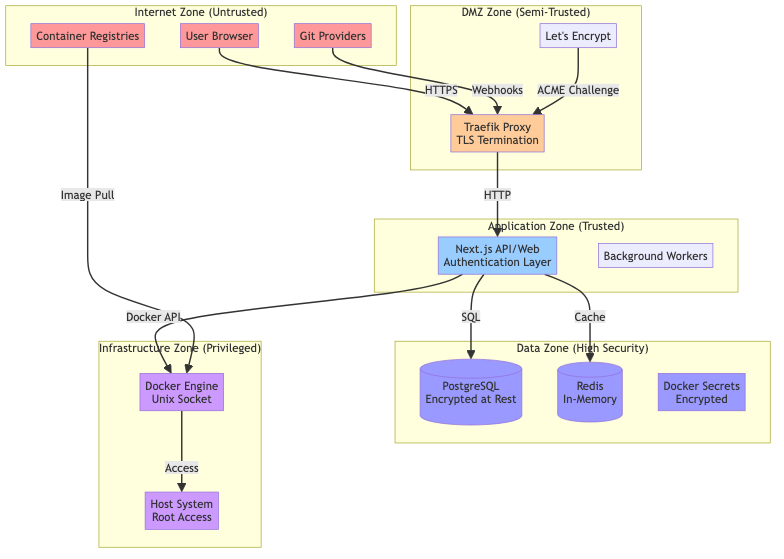 Internet Zone (Untrusted)
Container Registries
User Browser
Git Providers
DMZ Zone (Semi-Trusted)
Let's Encrypt
HTTPS
Webhooks
ACME Challenge
Traefik Proxy
TLS Termination
Image Pull
HTTP
Application Zone (Trusted)
Next.js API/Web
Authentication Layer
Background Workers
Docker API
SQL
Cache
Infrastructure Zone (Privileged)
Docker Engine
Unix Socket
Access
Host System
Root Access
Data Zone (High Security)
PostgreSQL
Encrypted at Rest
Redis
In-Memory
Docker Secrets
Encrypted